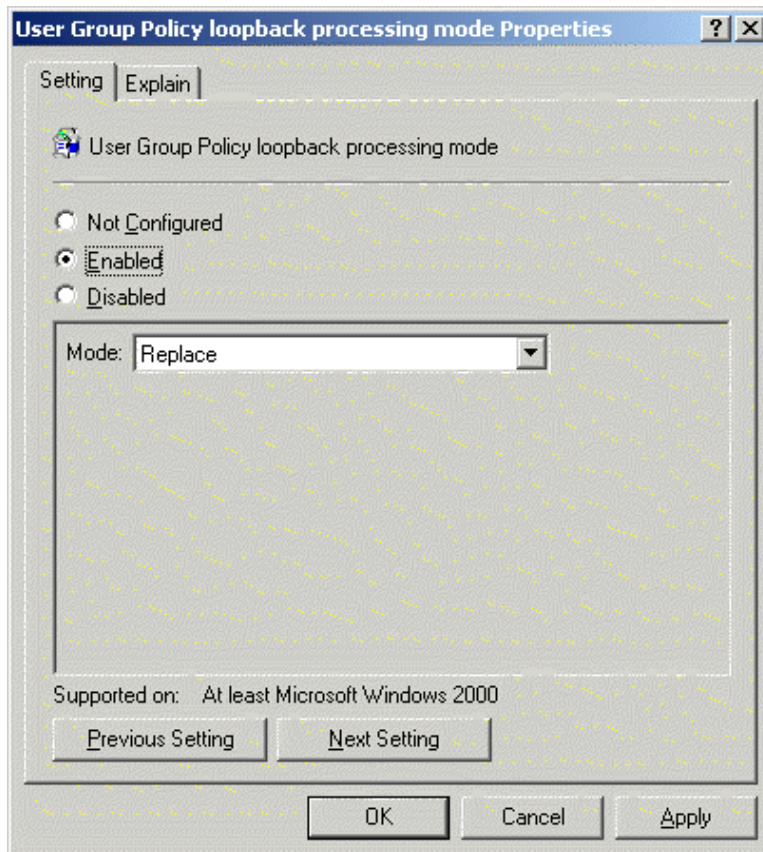 User Group Policy loopback processing mode Properties
Setting
Explain
User Group Policy loopback processing mode
Not Configured
Enabled
Disabled
Mode: Replace
Supported on: At least Microsoft Windows 2000
Previous Setting
Next Setting
OK
Cancel
Apply